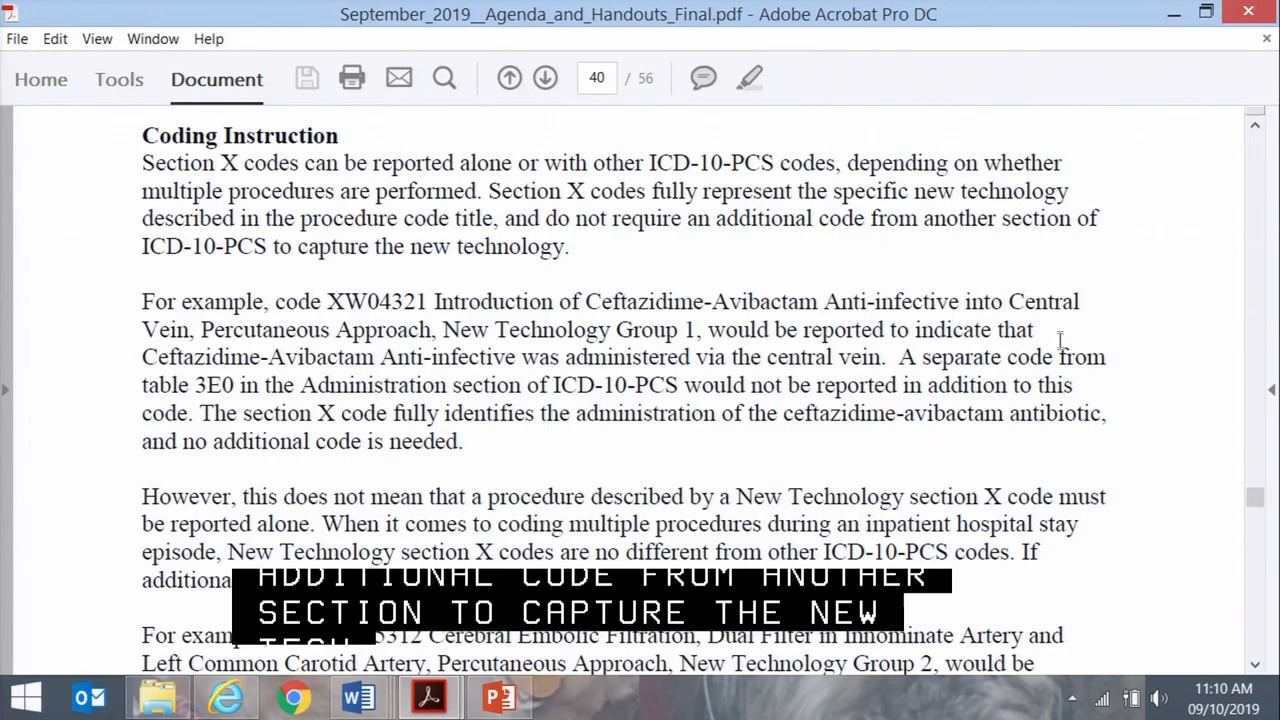 September_2019__Agenda_and_Handouts_Final.pdf - Adobe Acrobat Pro DC
File Edit View Window Help
Home Tools Document 40 / 56
Coding Instruction
Section X codes can be reported alone or with other ICD-10-PCS codes, depending on whether
multiple procedures are performed. Section X codes fully represent the specific new technology
described in the procedure code title, and do not require an additional code from another section of
ICD-10-PCS to capture the new technology.
For example, code XW04321 Introduction of Ceftazidime-Avibactam Anti-infective into Central
Vein, Percutaneous Approach, New Technology Group 1, would be reported to indicate that
Ceftazidime-Avibactam Anti-infective was administered via the central vein.  A separate code from
table 3E0 in the Administration section of ICD-10-PCS would not be reported in addition to this
code. The section X code fully identifies the administration of the ceftazidime-avibactam antibiotic,
and no additional code is needed.
However, this does not mean that a procedure described by a New Technology section X code must
be reported alone. When it comes to coding multiple procedures during an inpatient hospital stay
episode, New Technology section X codes are no different from other ICD-10-PCS codes. If
additiona
ADDITIONAL CODE FROM ANOTHER
SECTION TO CAPTURE THE NEW
TECH
For exam 5312 Cerebral Embolic Filtration, Dual Filter in Innominate Artery and
Left Common Carotid Artery, Percutaneous Approach, New Technology Group 2, would be
11:10 AM
09/10/2019